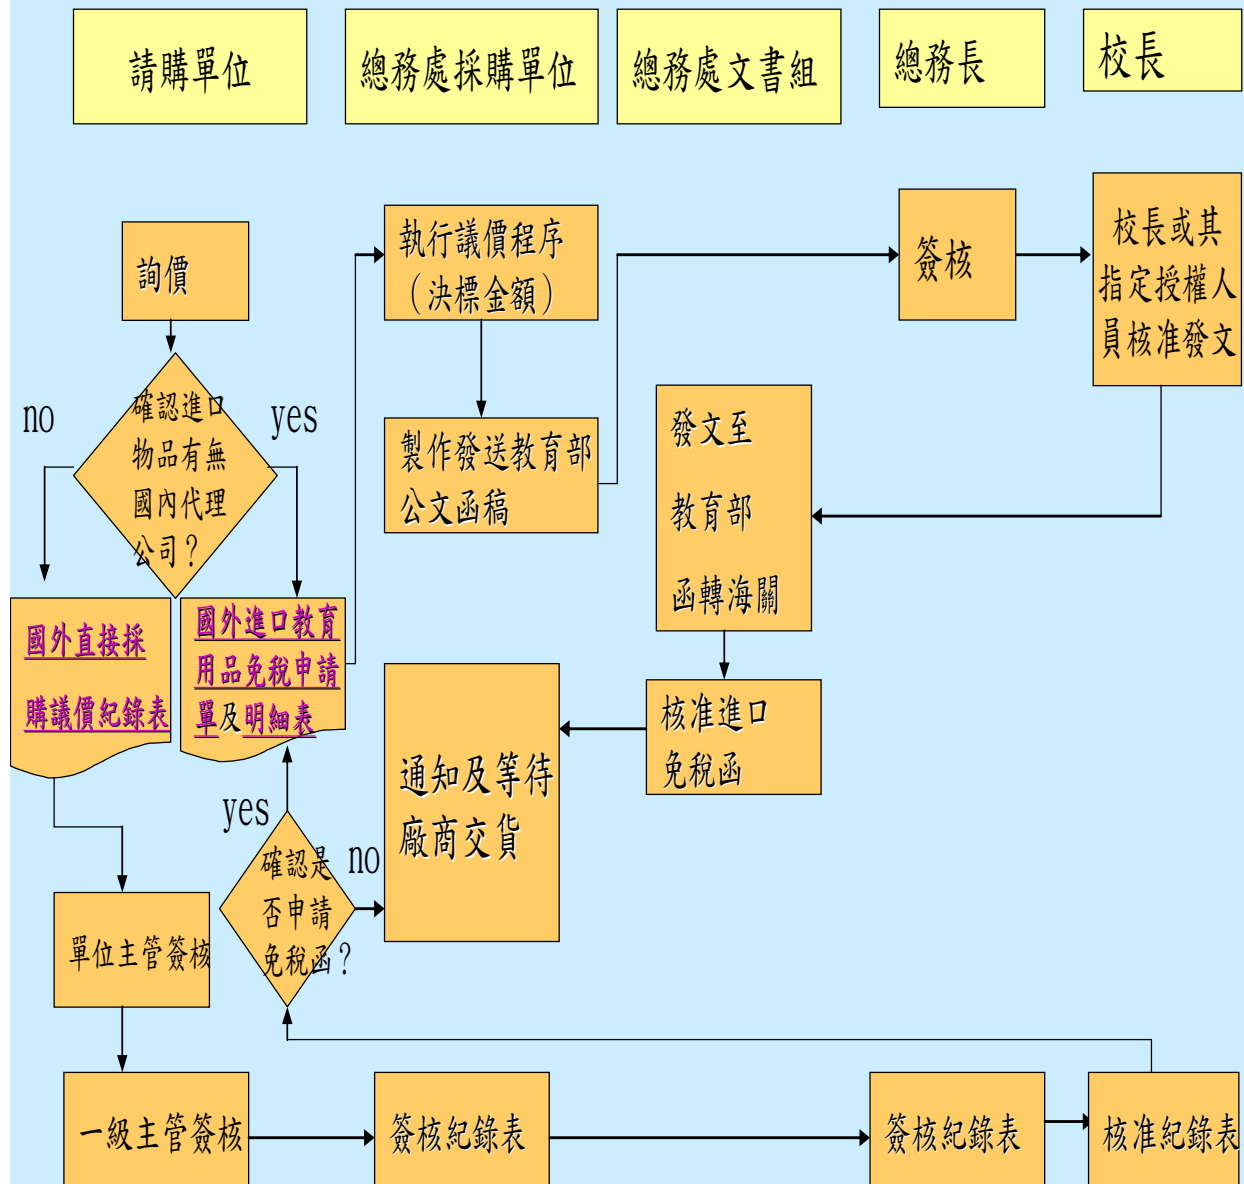 請購單位
總務處採購單位
總務處文書組
總務長
校長
詢價
執行議價程序
（決標金額）
簽核
校長或其
指定授權人
員核准發文
no
確認進口
物品有無
國內代理
公司？
yes
製作發送教育部
公文函稿
發文至
教育部
函轉海關
國外直接採
購議價紀錄表
國外進口教育
用品免稅申請
單及明細表
核准進口
免稅函
通知及等待
廠商交貨
yes
確認是
否申請
免稅函？
no
單位主管簽核
一級主管簽核
簽核紀錄表
簽核紀錄表
核准紀錄表